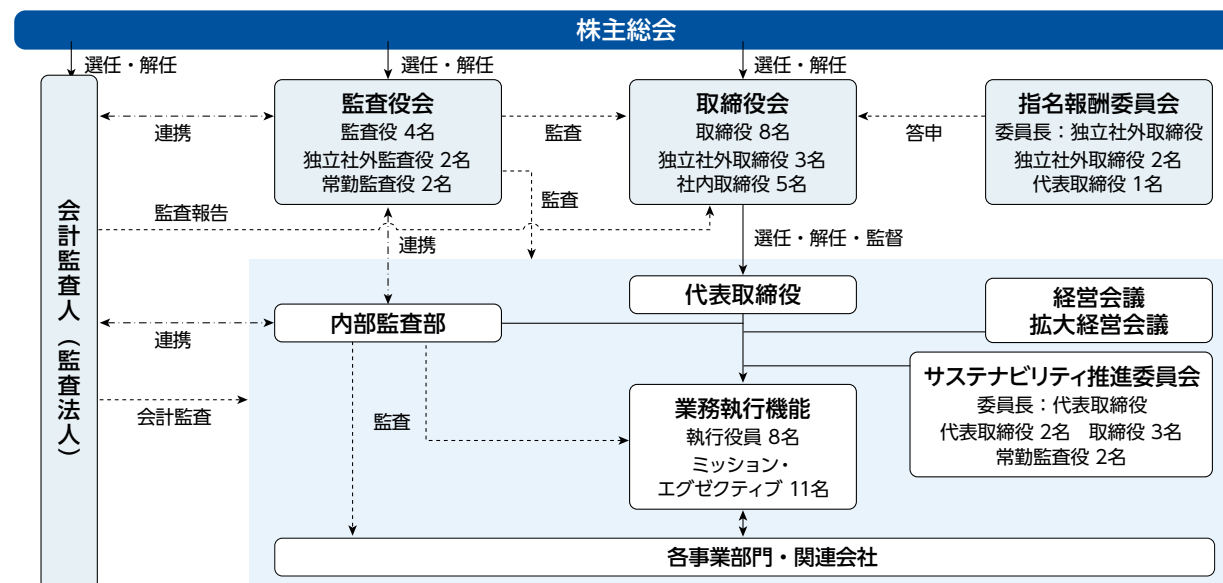 株主総会
選任・解任
選任・解任
選任・解任
監査役会
監査役 4名
独立社外監査役 2名
常勤監査役 2名
取締役会
取締役 8名
独立社外取締役 3名
社内取締役 5名
指名報酬委員会
委員長：独立社外取締役
独立社外取締役 2名
代表取締役 1名
連携
監査
答申
監査
監査報告
連携
選任・解任・監督
会計監査人（監査法人）
代表取締役
内部監査部
経営会議
拡大経営会議
連携
サステナビリティ推進委員会
委員長：代表取締役
代表取締役 2名　取締役 3名
常勤監査役 2名
会計監査
監査
業務執行機能
執行役員 8名
ミッション・
エグゼクティブ 11名
各事業部門・関連会社